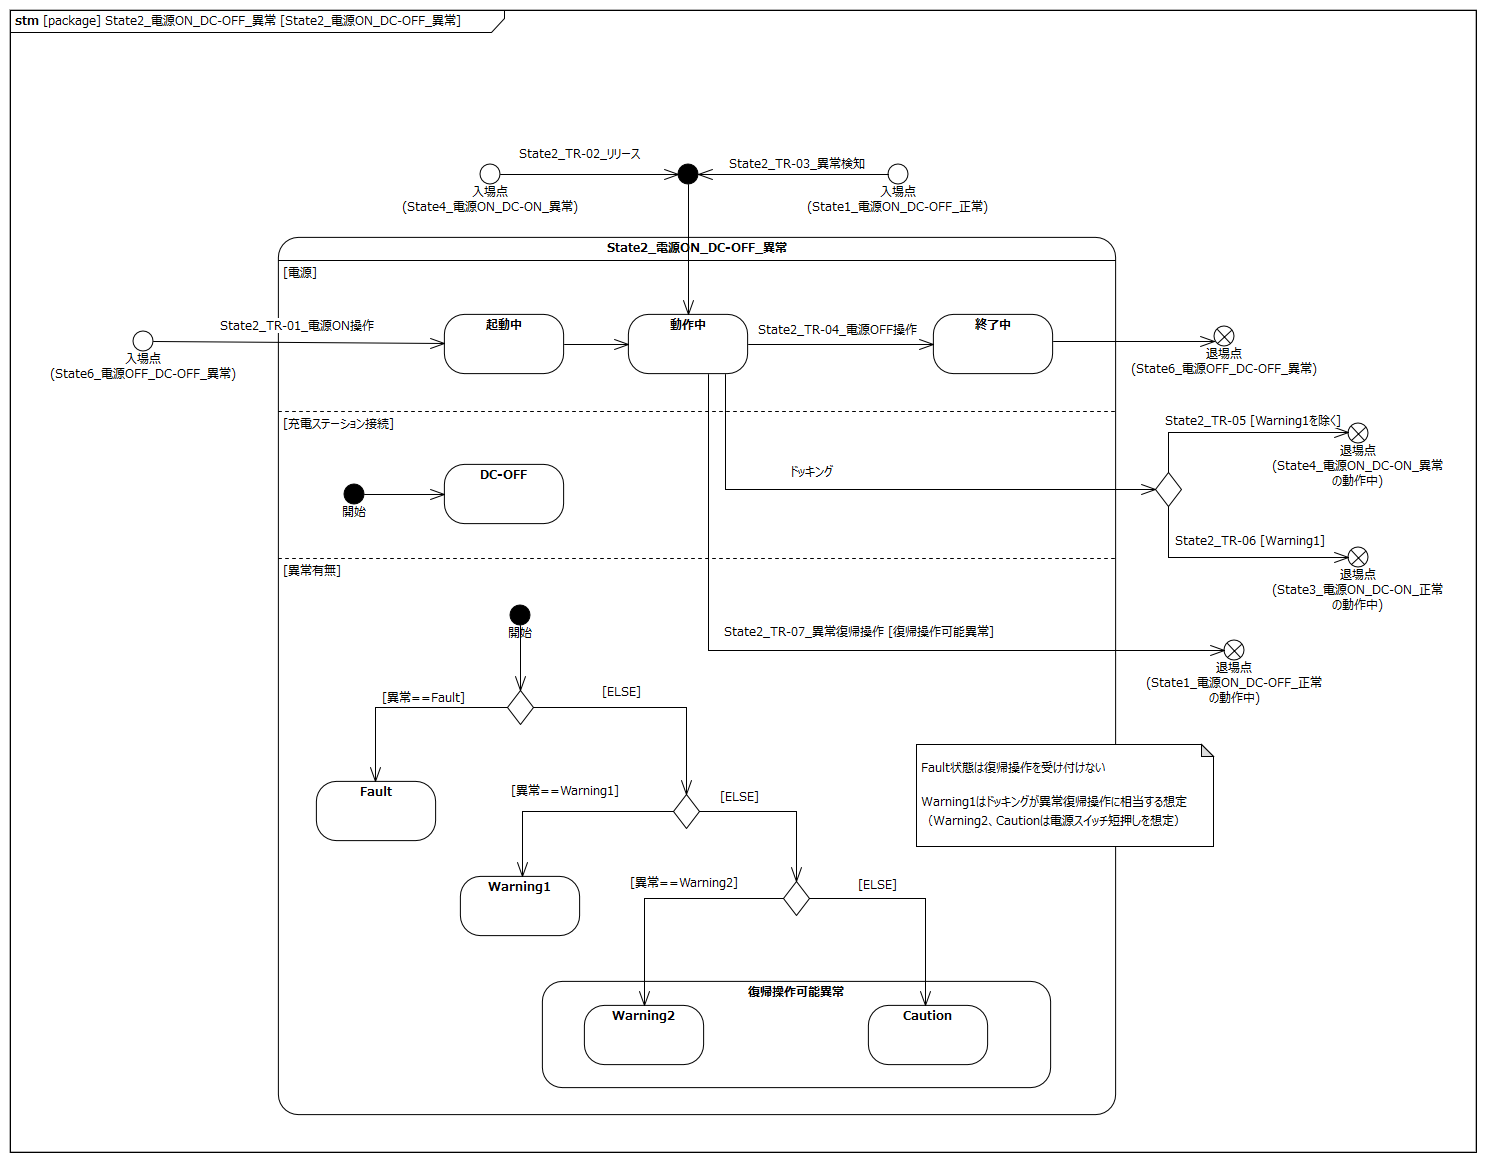 stm [package] State2_電源ON_DC-OFF_異常 [State2_電源ON_DC-OFF_異常]
State2_TR-02_リリース
State2_TR-03_異常検知
入場点
(State4_電源ON_DC-ON_異常)
入場点
(State1_電源ON_DC-OFF_正常)
State2_電源ON_DC-OFF_異常
[電源]
State2_TR-01_電源ON操作
起動中
動作中
State2_TR-04_電源OFF操作
終了中
入場点
(State6_電源OFF_DC-OFF_異常)
退場点
(State6_電源OFF_DC-OFF_異常)
[充電ステーション接続]
State2_TR-05 [Warning1を除く]
退場点
(State4_電源ON_DC-ON_異常
の動作中)
DC-OFF
ドッキング
開始
State2_TR-06 [Warning1]
退場点
(State3_電源ON_DC-ON_正常
の動作中)
[異常有無]
開始
State2_TR-07_異常復帰操作 [復帰操作可能異常]
退場点
(State1_電源ON_DC-OFF_正常
の動作中)
[異常==Fault]
[ELSE]
Fault
[異常==Warning1]
[ELSE]
Fault状態は復帰操作を受け付けない
Warning1はドッキングが異常復帰操作に相当する想定
（Warning2、Cautionは電源スイッチ短押しを想定）
Warning1
[異常==Warning2]
[ELSE]
復帰操作可能異常
Warning2
Caution